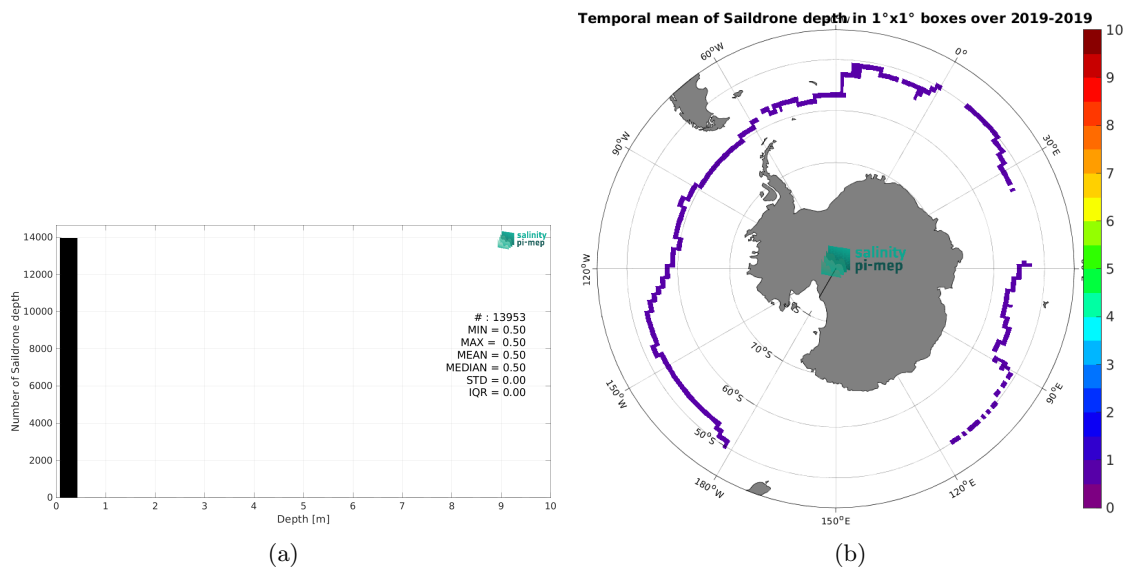 Number of Saildrone depth
14000
12000
10000
8000
6000
4000
2000
0
0 1 2 3 4 5 6 7 8 9 10
Depth [m]
salinity
pi-mep
# : 13953
MIN = 0.50
MAX = 0.50
MEAN = 0.50
MEDIAN = 0.50
STD = 0.00
IQR = 0.00
(a)
Temporal mean of Saildrone depth in 1°x1° boxes over 2019-2019
60°W
0°
90°W
30°E
120°W
150°W
90°E
180°W
120°E
150°E
70°S
60°S
50°S
salinity
pi-mep
10
9
8
7
6
5
4
3
2
1
0
(b)